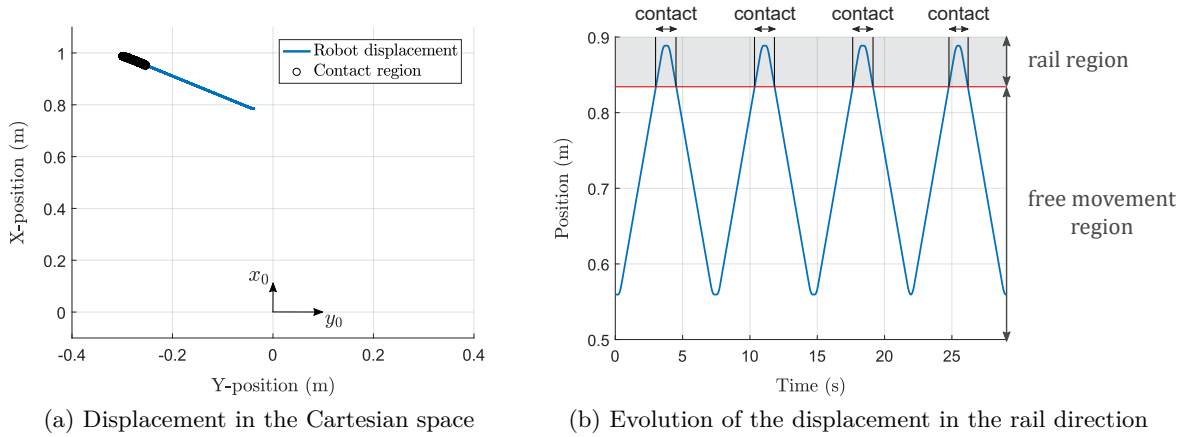 1
0.8
0.6
0.4
0.2
0
-0.4
-0.2
0
0.2
0.4
X-position (m)
Y-position (m)
Robot displacement
Contact region
x₀
y₀
(a) Displacement in the Cartesian space
contact
contact
contact
contact
0.9
0.8
0.7
0.6
0.5
0
5
10
15
20
25
Position (m)
Time (s)
rail region
free movement
region
(b) Evolution of the displacement in the rail direction